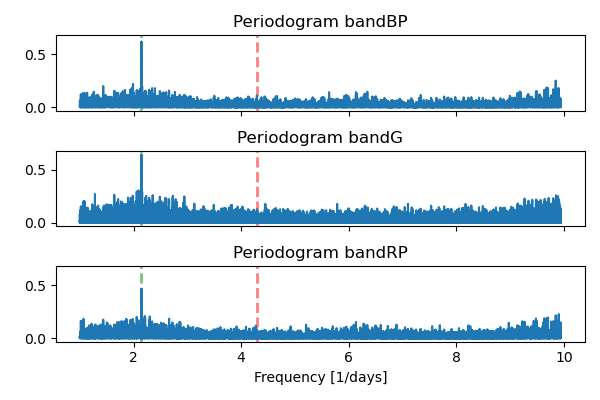 Periodogram bandBP
0.5
0.0
Periodogram bandG
0.5
0.0
Periodogram bandRP
0.5
0.0
2 4 6 8 10
Frequency [1/days]